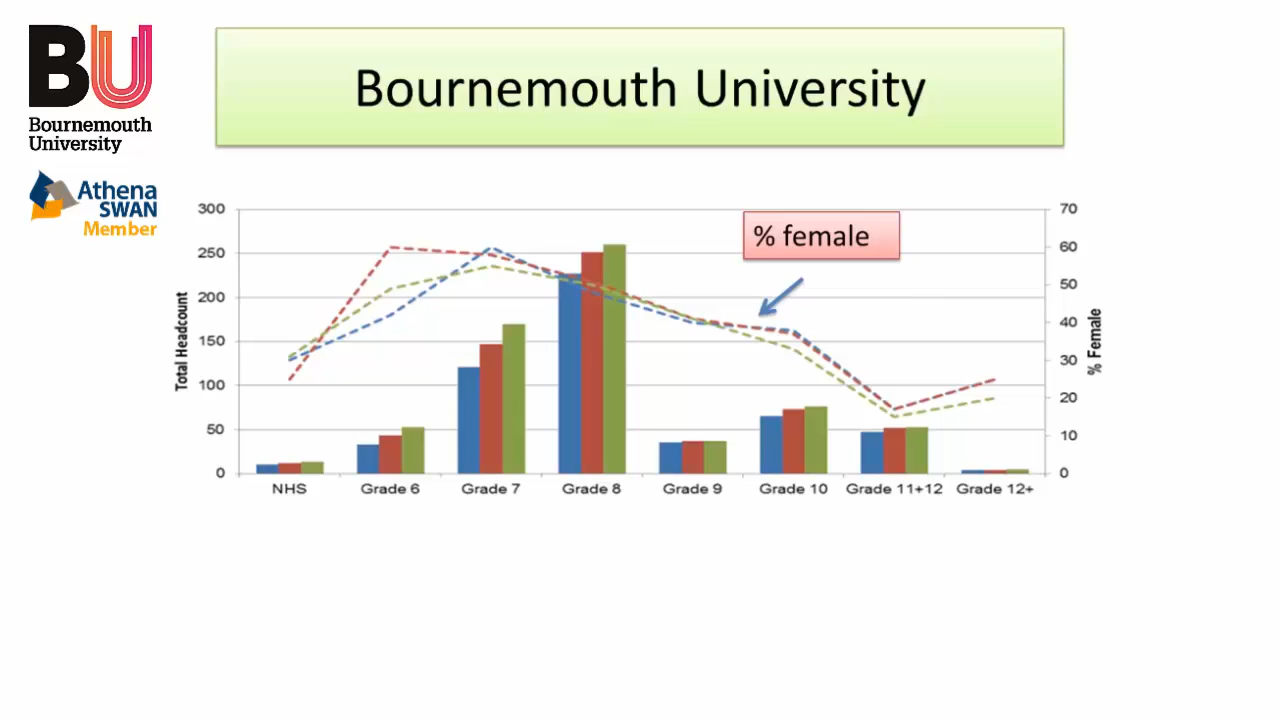 BU
Bournemouth
University
Athena
SWAN
Member
Bournemouth University
% female
Total Headcount
300
250
200
150
100
50
0
70
60
50
40
30
20
10
0
% Female
NHS Grade 6 Grade 7 Grade 8 Grade 9 Grade 10 Grade 11+12 Grade 12+